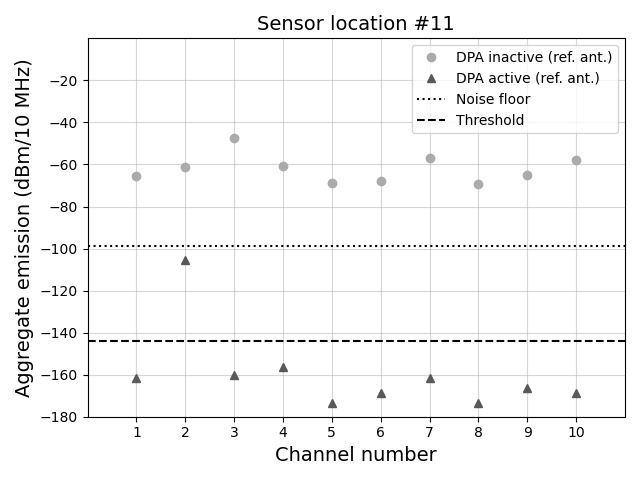 Sensor location #11
DPA inactive (ref. ant.)
DPA active (ref. ant.)
Noise floor
Threshold
Aggregate emission (dBm/10 MHz)
−20
−40
−60
−80
−100
−120
−140
−160
−180
1 2 3 4 5 6 7 8 9 10
Channel number